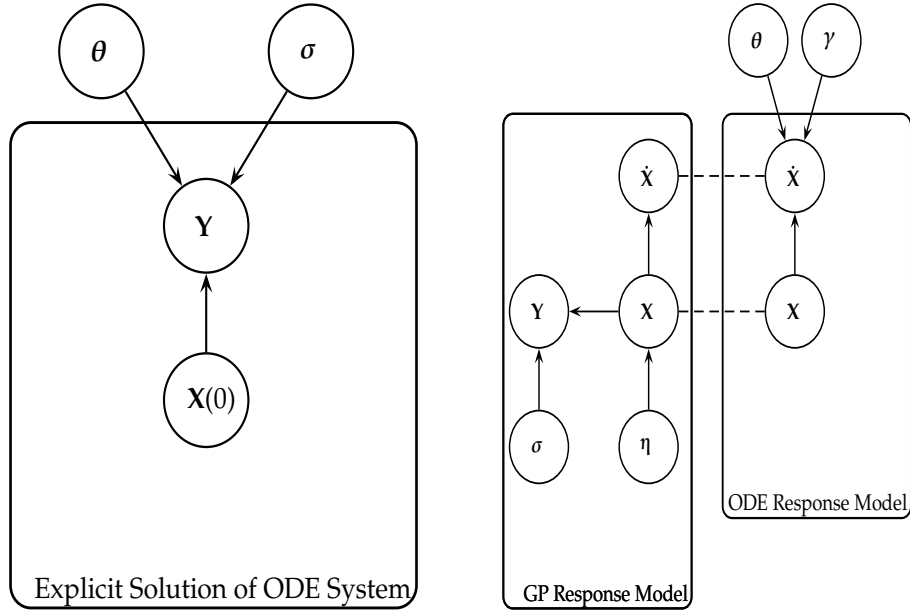 θ
σ
Y
X(0)
Explicit Solution of ODE System
θ
γ
Ẋ
Ẋ
Y
X
X
σ
η
ODE Response Model
GP Response Model